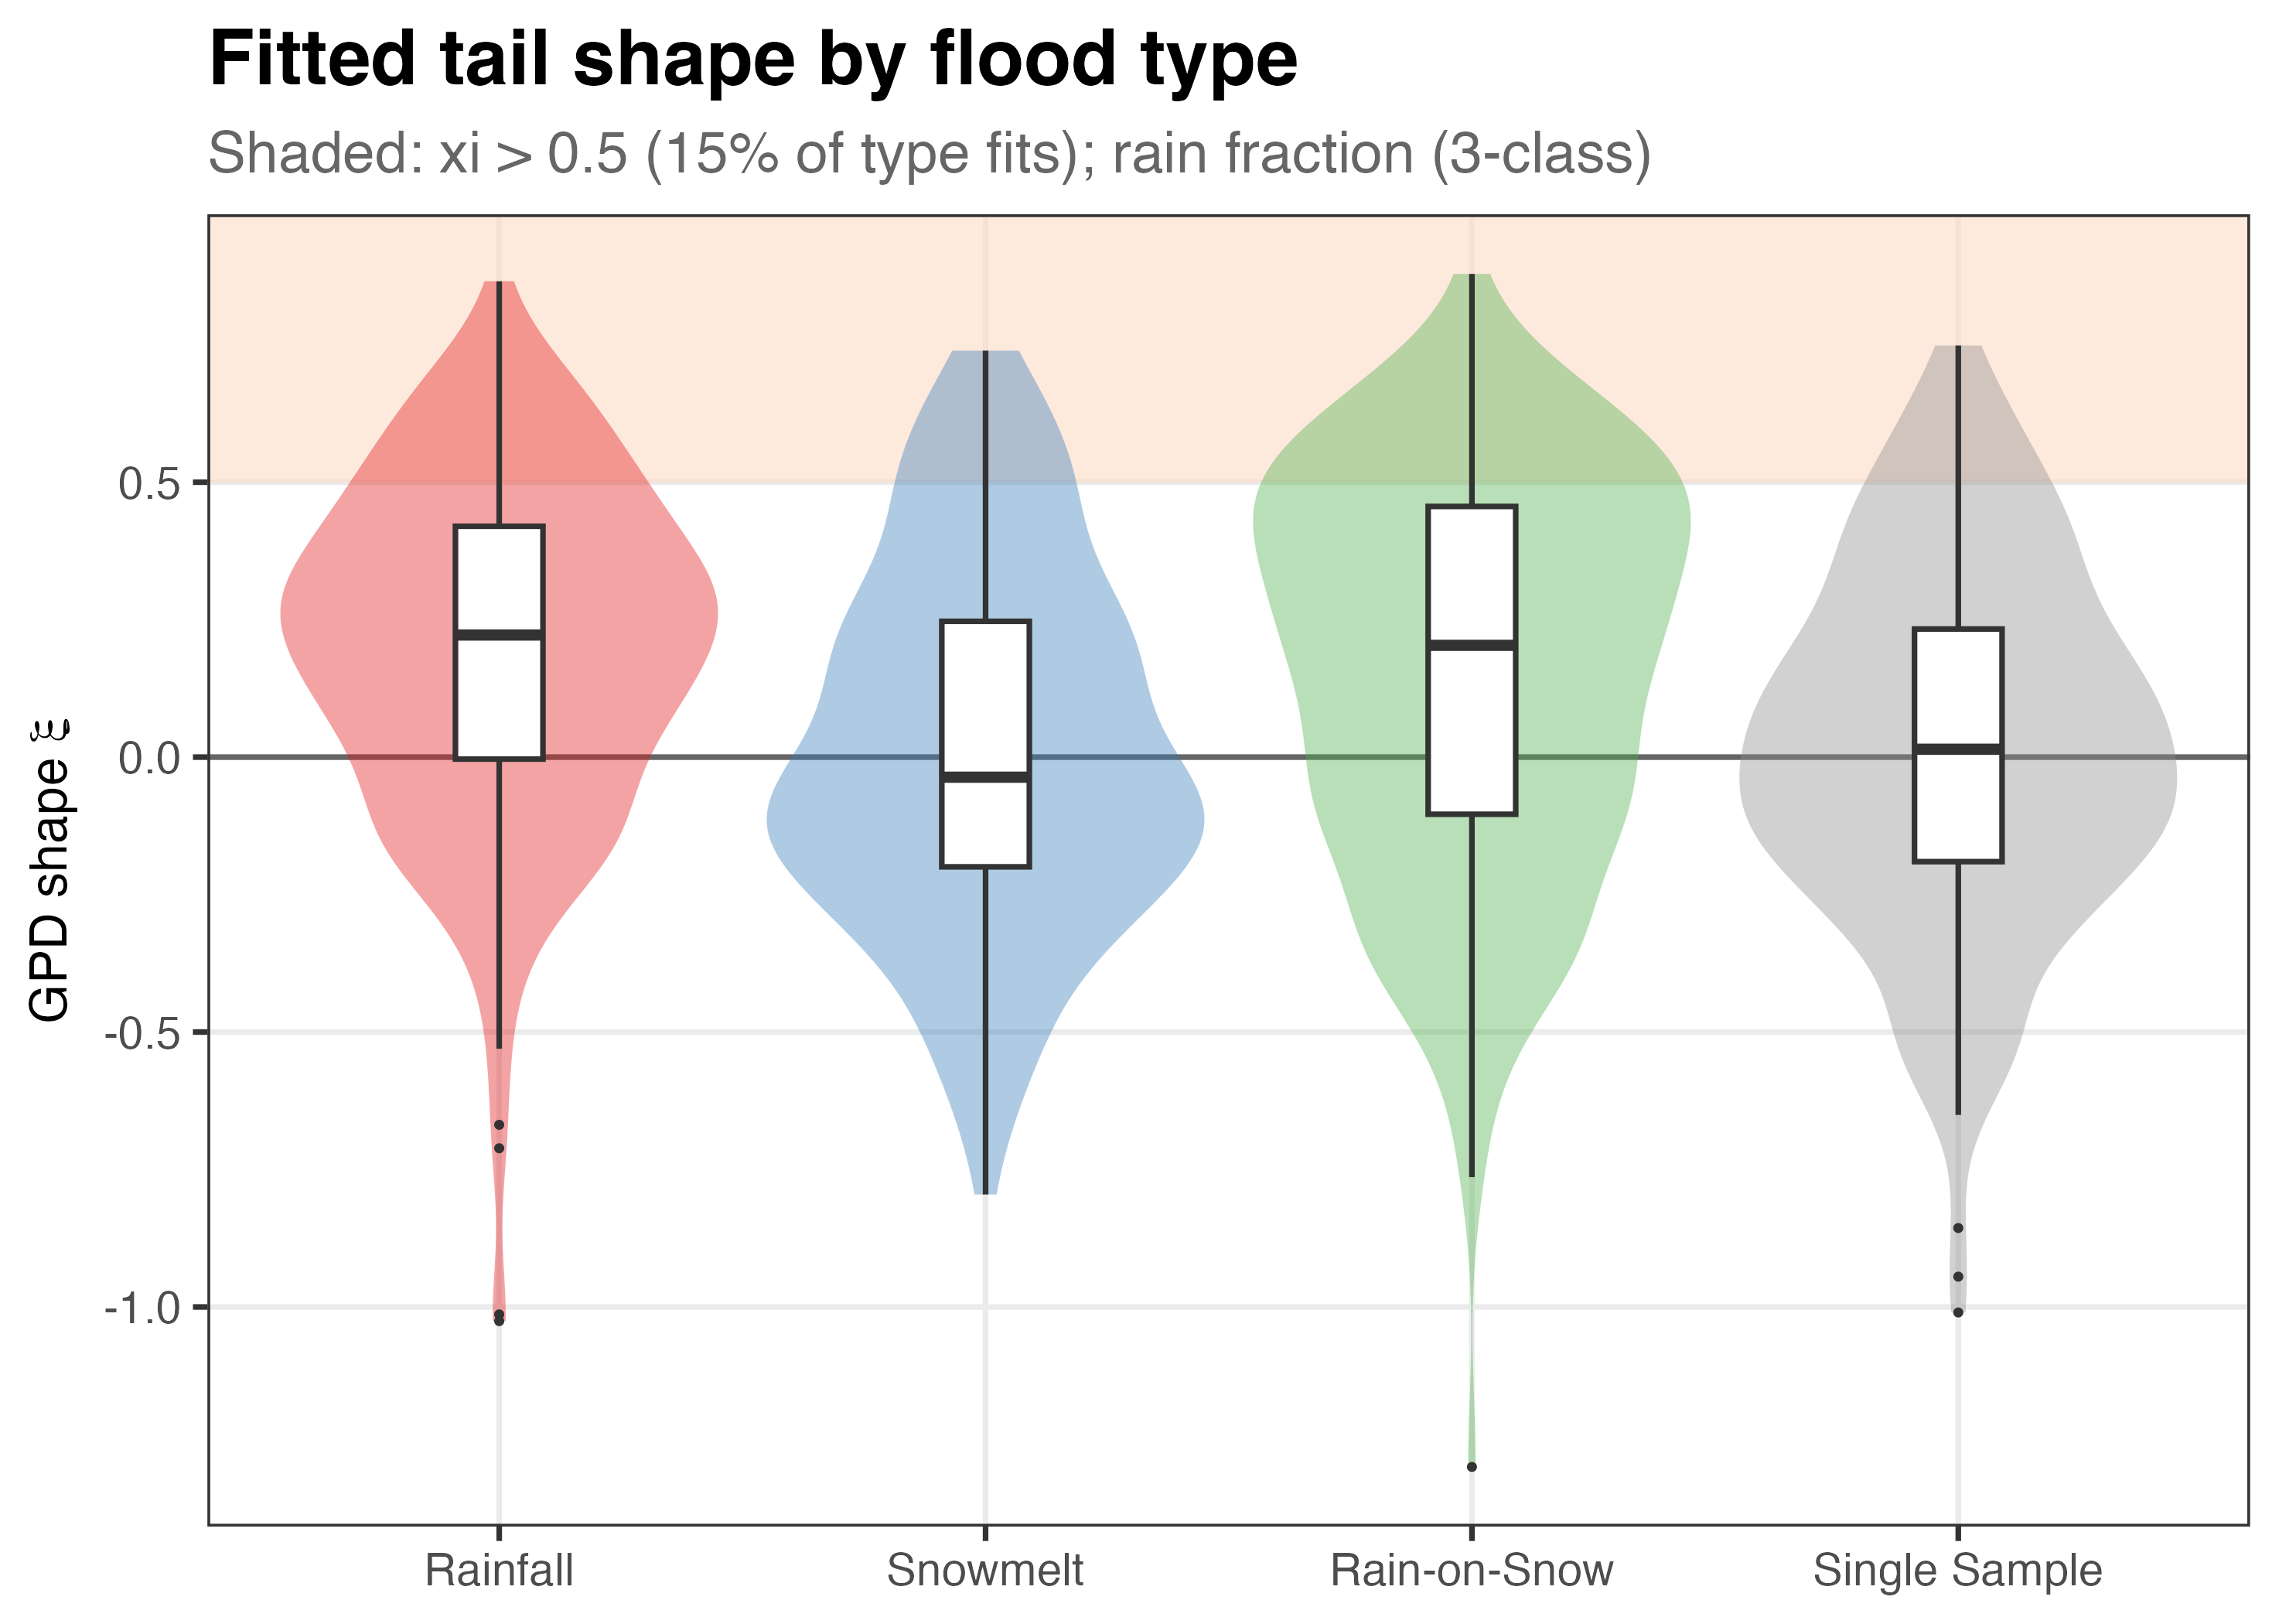 Fitted tail shape by flood type
Shaded: xi > 0.5 (15% of type fits); rain fraction (3-class)
GPD shape ξ̂
0.5
0.0
-0.5
-1.0
Rainfall
Snowmelt
Rain-on-Snow
Single Sample